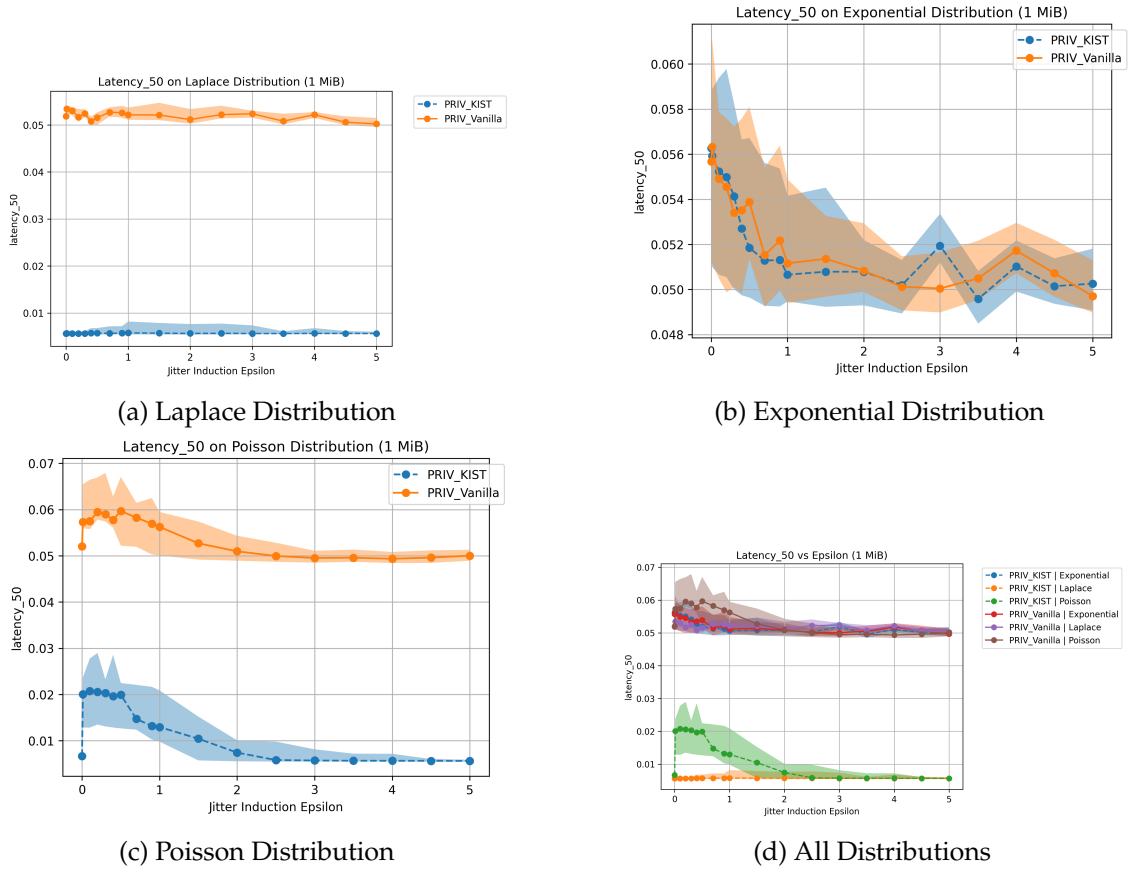 Latency_50 on Laplace Distribution (1 MiB)
PRIV_KIST
PRIV_Vanilla
0.05
0.04
0.03
0.02
0.01
latency_50
0 1 2 3 4 5
Jitter Induction Epsilon
(a) Laplace Distribution
Latency_50 on Exponential Distribution (1 MiB)
PRIV_KIST
PRIV_Vanilla
0.060
0.058
0.056
0.054
0.052
0.050
0.048
latency_50
0 1 2 3 4 5
Jitter Induction Epsilon
(b) Exponential Distribution
Latency_50 on Poisson Distribution (1 MiB)
PRIV_KIST
PRIV_Vanilla
0.07
0.06
0.05
0.04
0.03
0.02
0.01
latency_50
0 1 2 3 4 5
Jitter Induction Epsilon
(c) Poisson Distribution
Latency_50 vs Epsilon (1 MiB)
PRIV_KIST | Exponential
PRIV_KIST | Laplace
PRIV_KIST | Poisson
PRIV_Vanilla | Exponential
PRIV_Vanilla | Laplace
PRIV_Vanilla | Poisson
0.07
0.06
0.05
0.04
0.03
0.02
0.01
latency_50
0 1 2 3 4 5
Jitter Induction Epsilon
(d) All Distributions